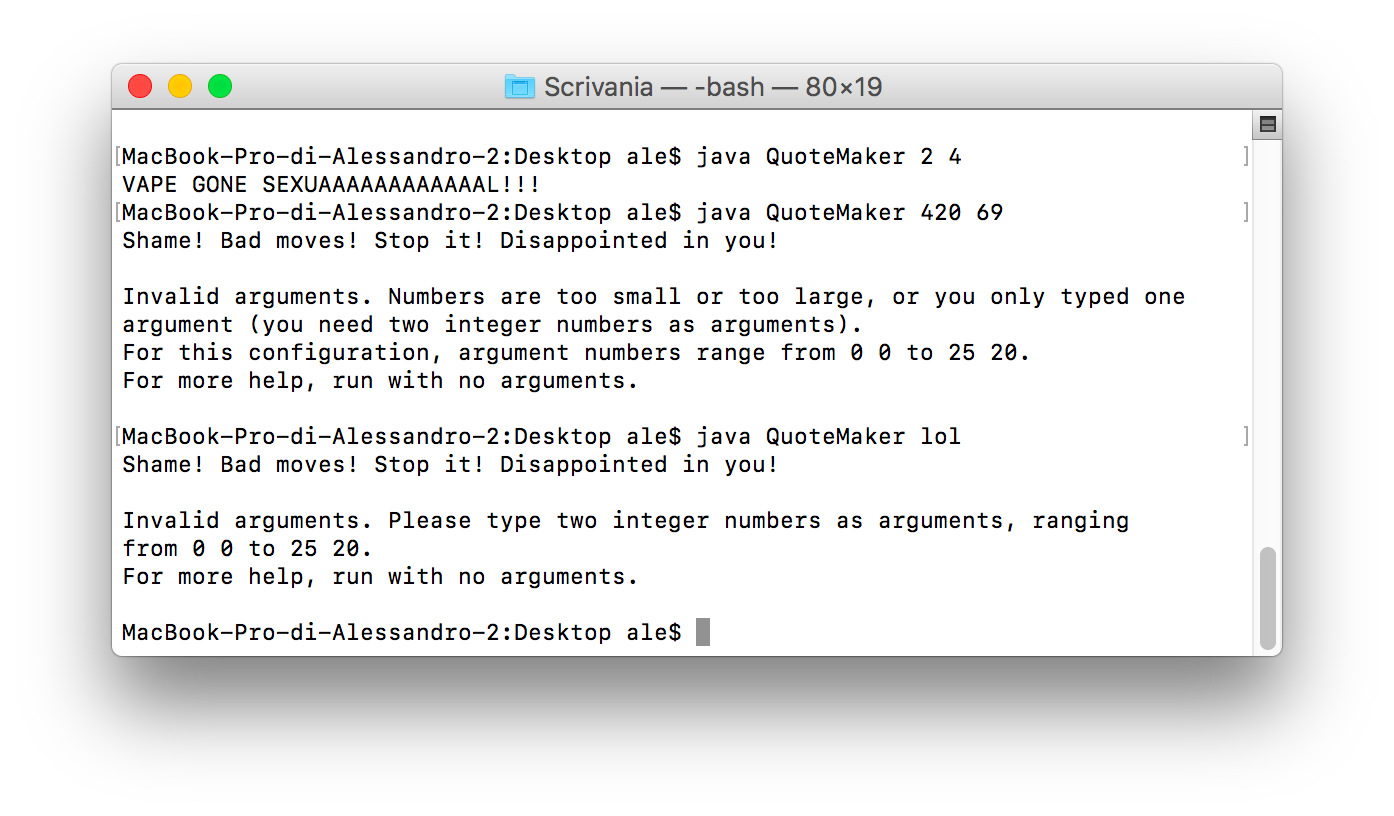 Scrivania — -bash — 80×19
[MacBook-Pro-di-Alessandro-2:Desktop ale$ java QuoteMaker 2 4 ]
VAPE GONE SEXUAAAAAAAAAAAAL!!!
[MacBook-Pro-di-Alessandro-2:Desktop ale$ java QuoteMaker 420 69 ]
Shame! Bad moves! Stop it! Disappointed in you!
Invalid arguments. Numbers are too small or too large, or you only typed one
argument (you need two integer numbers as arguments).
For this configuration, argument numbers range from 0 0 to 25 20.
For more help, run with no arguments.
[MacBook-Pro-di-Alessandro-2:Desktop ale$ java QuoteMaker lol ]
Shame! Bad moves! Stop it! Disappointed in you!
Invalid arguments. Please type two integer numbers as arguments, ranging
from 0 0 to 25 20.
For more help, run with no arguments.
MacBook-Pro-di-Alessandro-2:Desktop ale$